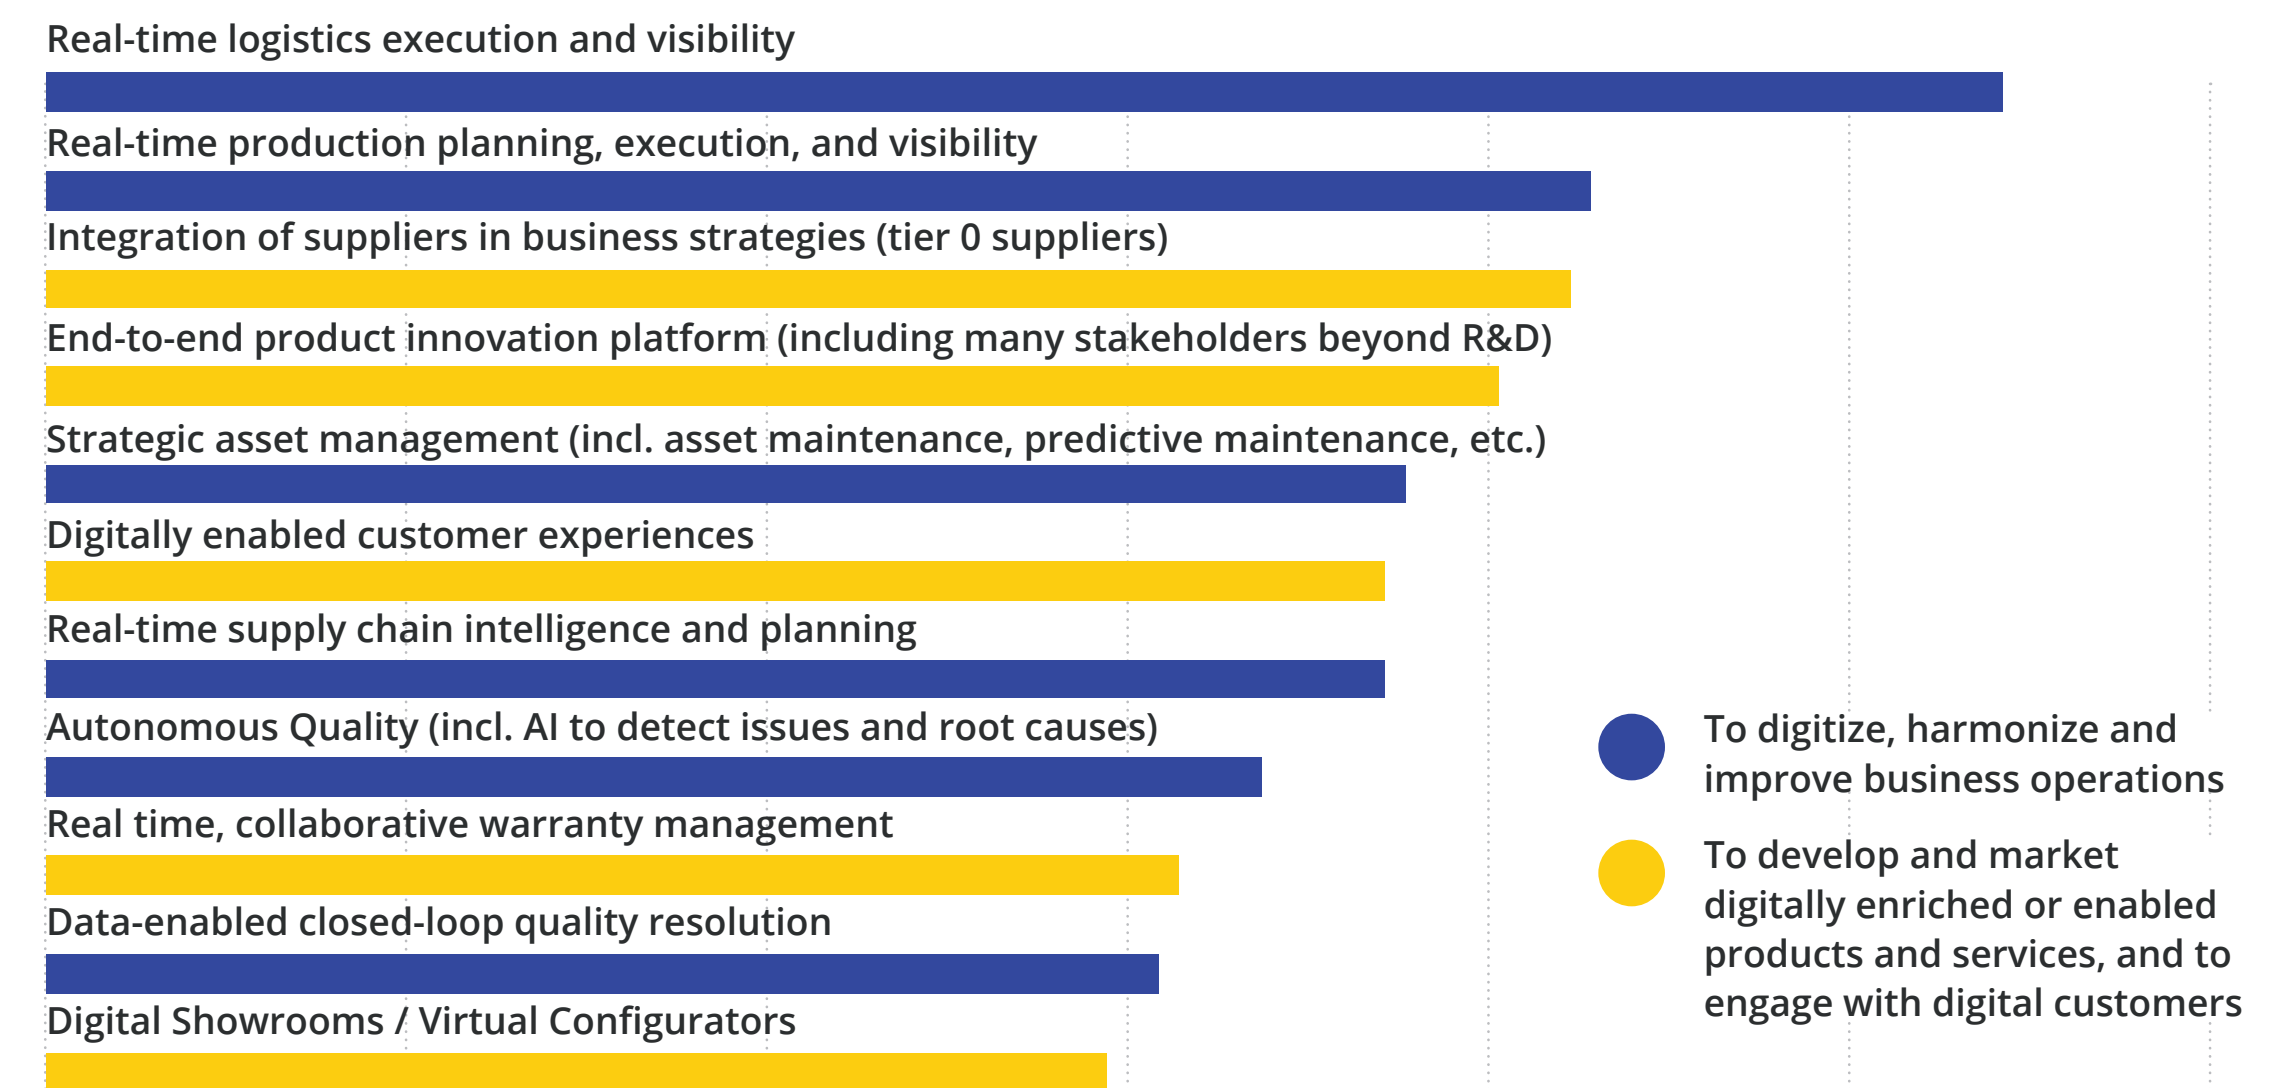 Real-time logistics execution and visibility
Real-time production planning, execution, and visibility
Integration of suppliers in business strategies (tier 0 suppliers)
End-to-end product innovation platform (including many stakeholders beyond R&D)
Strategic asset management (incl. asset maintenance, predictive maintenance, etc.)
Digitally enabled customer experiences
Real-time supply chain intelligence and planning
Autonomous Quality (incl. AI to detect issues and root causes)
Real time, collaborative warranty management
Data-enabled closed-loop quality resolution
Digital Showrooms / Virtual Configurators
To digitize, harmonize and
improve business operations
To develop and market
digitally enriched or enabled
products and services, and to
engage with digital customers